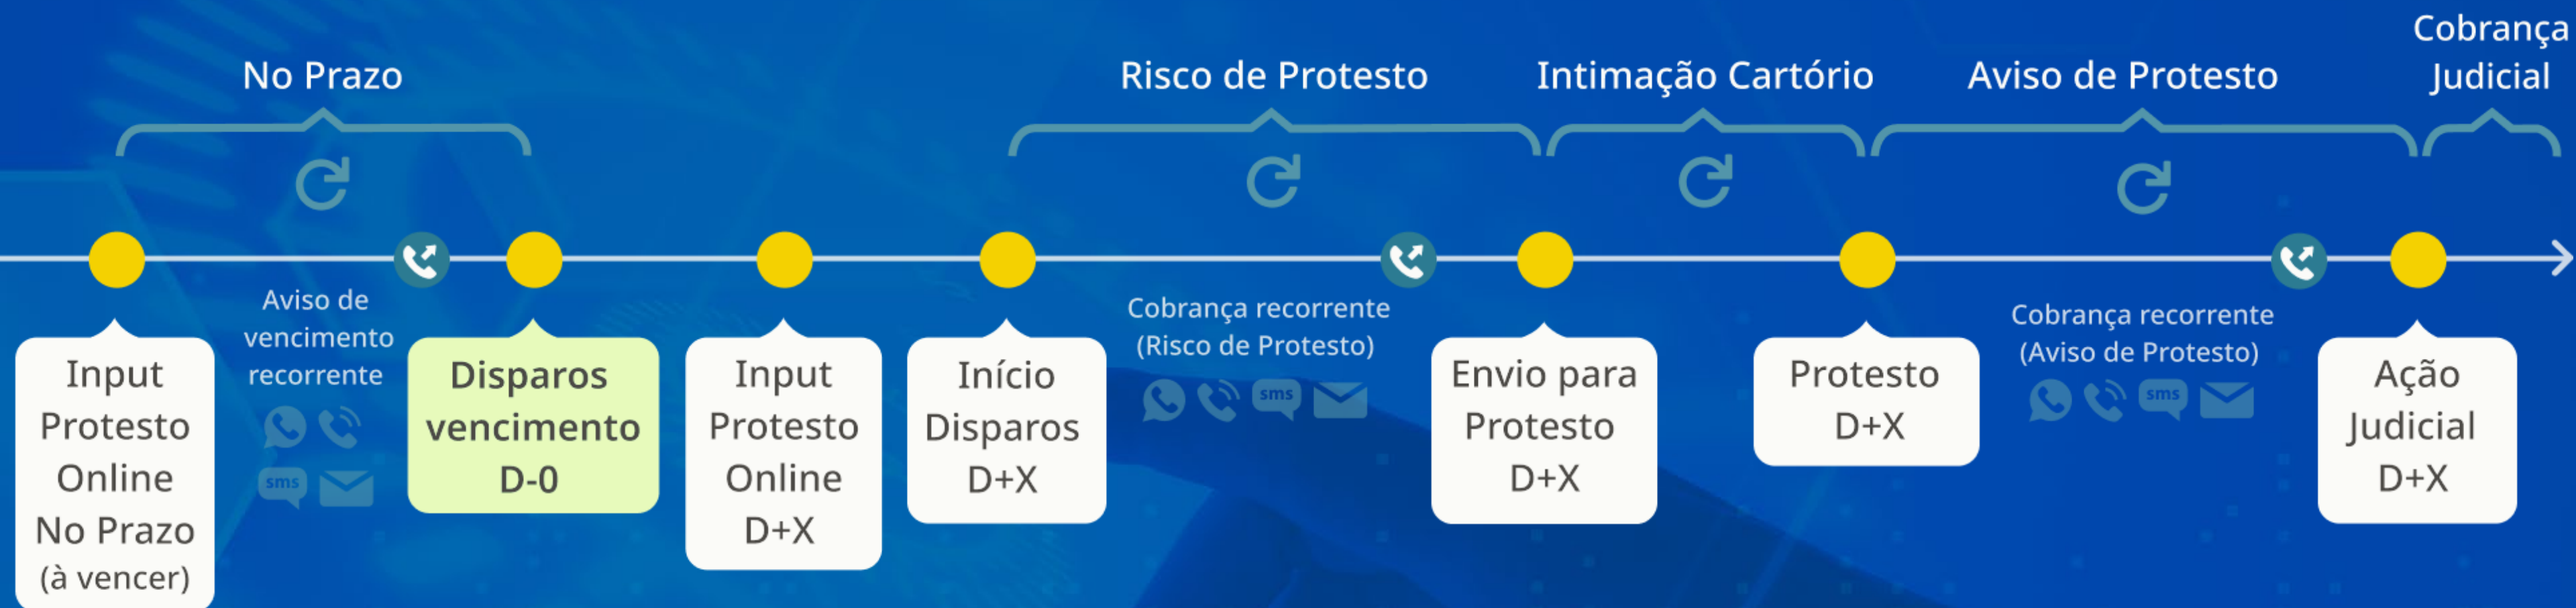 No Prazo
Risco de Protesto
Intimação Cartório
Aviso de Protesto
Cobrança
Judicial
Input
Protesto
Online
No Prazo
(à vencer)
Aviso de
vencimento
recorrente
sms
Disparos
vencimento
D-0
Input
Protesto
Online
D+X
Início
Disparos
D+X
Cobrança recorrente
(Risco de Protesto)
sms
Envio para
Protesto
D+X
Protesto
D+X
Cobrança recorrente
(Aviso de Protesto)
sms
Ação
Judicial
D+X